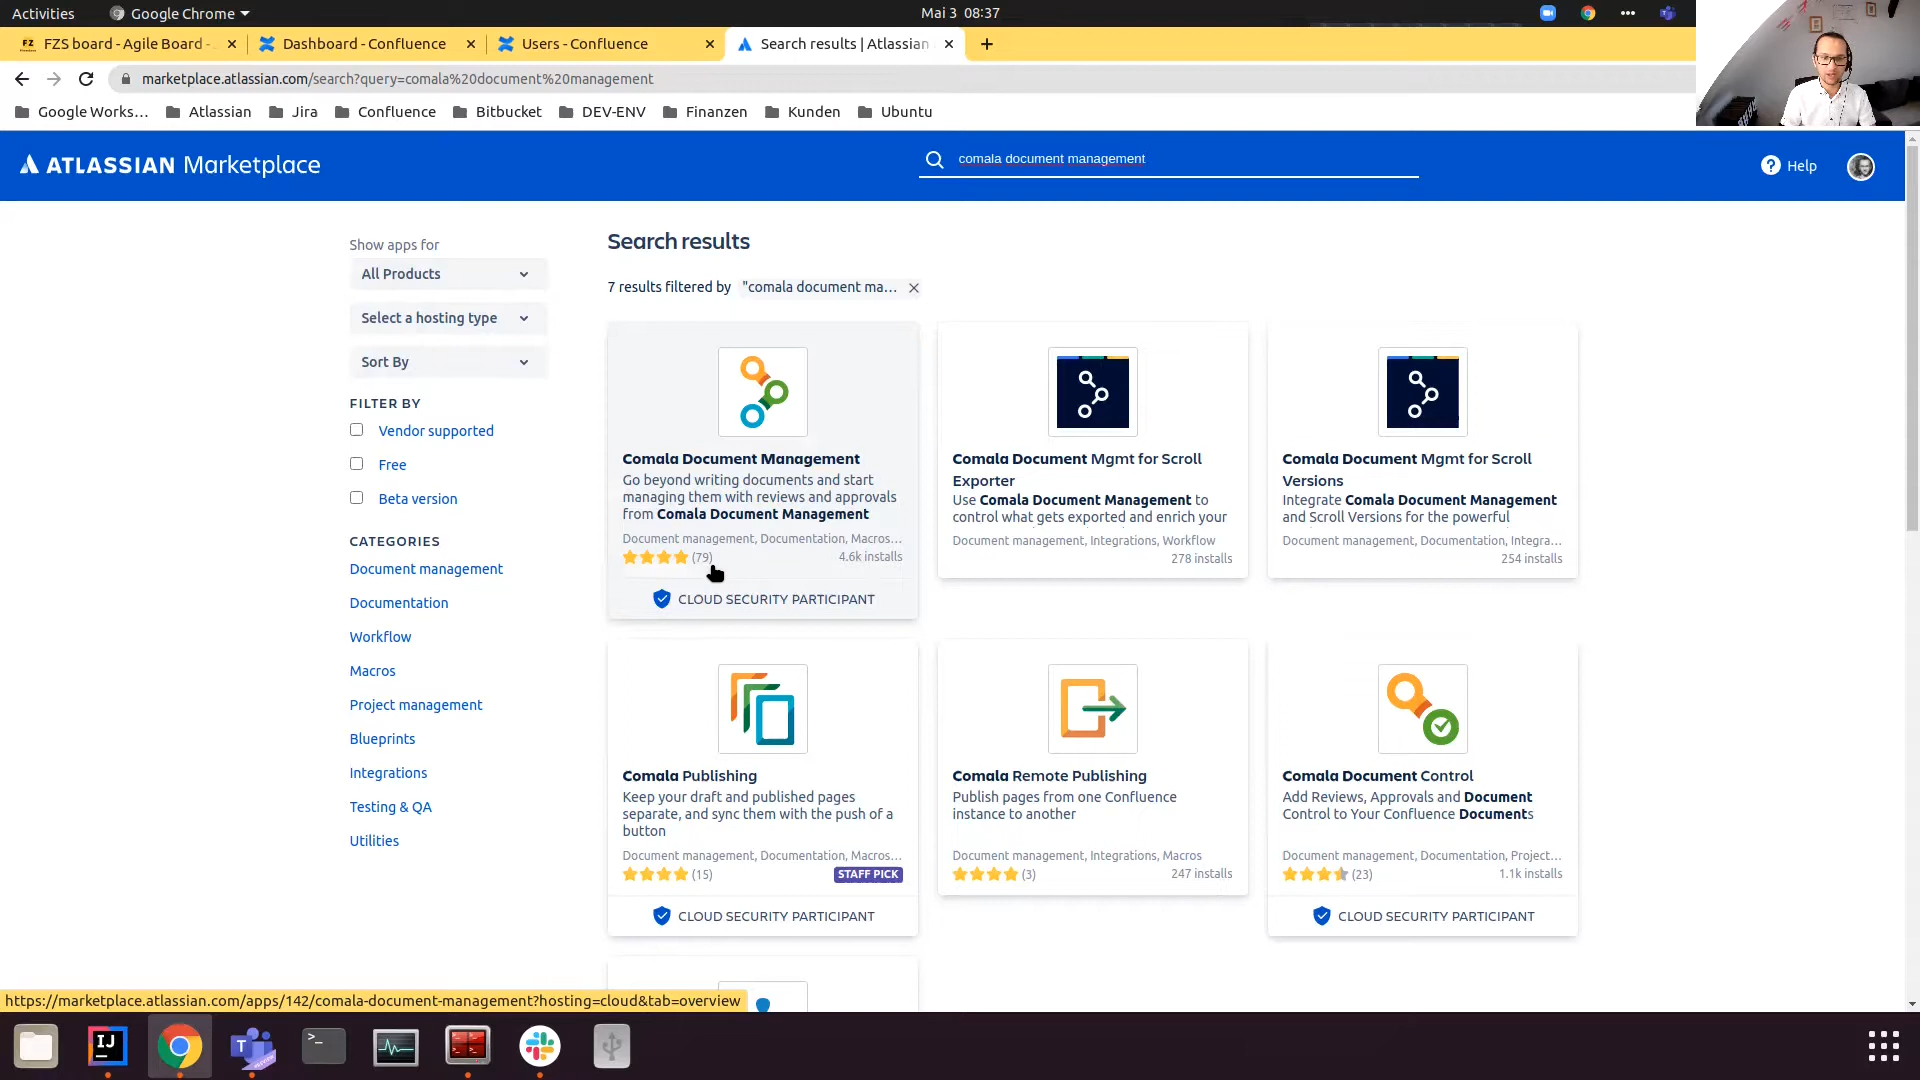 Activities
Google Chrome
Mai 3 08:37
FZS board - Agile Board -
Dashboard - Confluence
Users - Confluence
Search results | Atlassian
marketplace.atlassian.com/search?query=comala%20document%20management
Google Works...
Atlassian
Jira
Confluence
Bitbucket
DEV-ENV
Finanzen
Kunden
Ubuntu
ATLASSIAN Marketplace
comala document management
? Help
Show apps for
All Products
Select a hosting type
Sort By
FILTER BY
Vendor supported
Free
Beta version
CATEGORIES
Document management
Documentation
Workflow
Macros
Project management
Blueprints
Integrations
Testing & QA
Utilities
Search results
7 results filtered by "comala document ma...
Comala Document Management
Go beyond writing documents and start
managing them with reviews and approvals
from Comala Document Management
Document management, Documentation, Macros...
(79) 4.6k installs
CLOUD SECURITY PARTICIPANT
Comala Document Mgmt for Scroll
Exporter
Use Comala Document Management to
control what gets exported and enrich your
Document management, Integrations, Workflow
278 installs
Comala Document Mgmt for Scroll
Versions
Integrate Comala Document Management
and Scroll Versions for the powerful
Document management, Documentation, Integra...
254 installs
Comala Publishing
Keep your draft and published pages
separate, and sync them with the push of a
button
Document management, Documentation, Macros...
(15) STAFF PICK
CLOUD SECURITY PARTICIPANT
Comala Remote Publishing
Publish pages from one Confluence
instance to another
Document management, Integrations, Macros
(3) 247 installs
Comala Document Control
Add Reviews, Approvals and Document
Control to Your Confluence Documents
Document management, Documentation, Project...
(23) 1.1k installs
CLOUD SECURITY PARTICIPANT
https://marketplace.atlassian.com/apps/142/comala-document-management?hosting=cloud&tab=overview